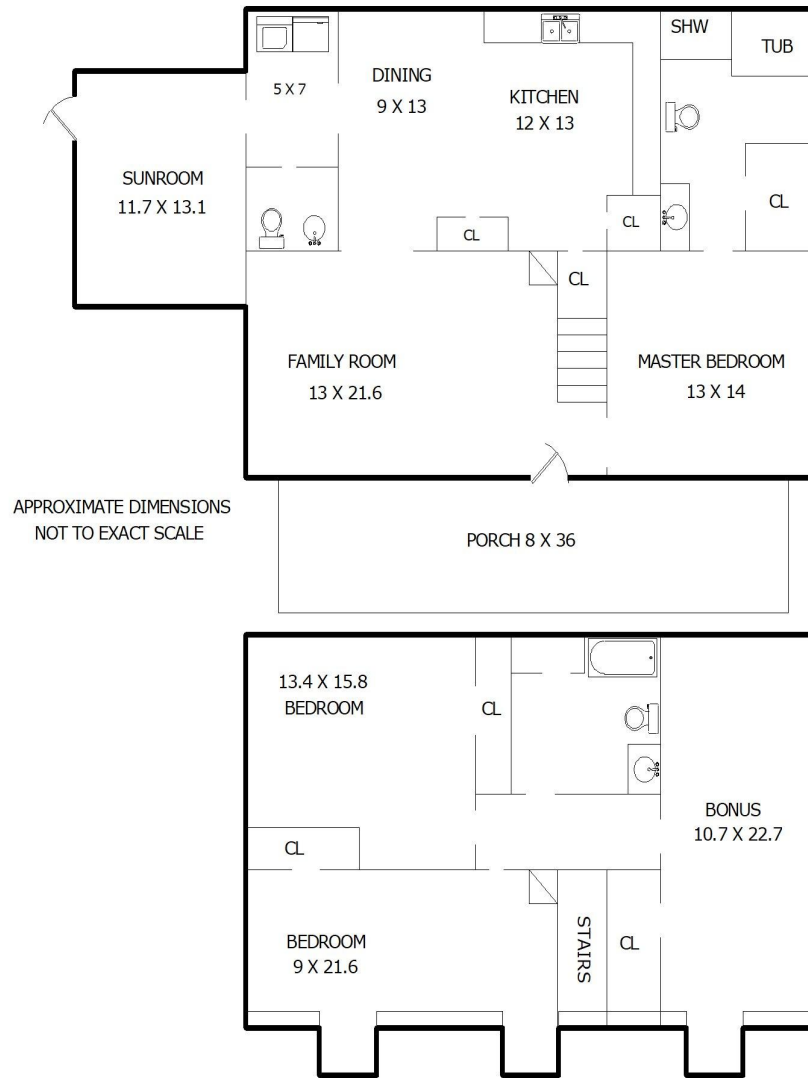 SHW
TUB
5 X 7
DINING
9 X 13
KITCHEN
12 X 13
SUNROOM
11.7 X 13.1
CL
CL
CL
CL
FAMILY ROOM
13 X 21.6
MASTER BEDROOM
13 X 14
APPROXIMATE DIMENSIONS
NOT TO EXACT SCALE
PORCH 8 X 36
13.4 X 15.8
BEDROOM
CL
BONUS
10.7 X 22.7
CL
BEDROOM
9 X 21.6
STAIRS
CL